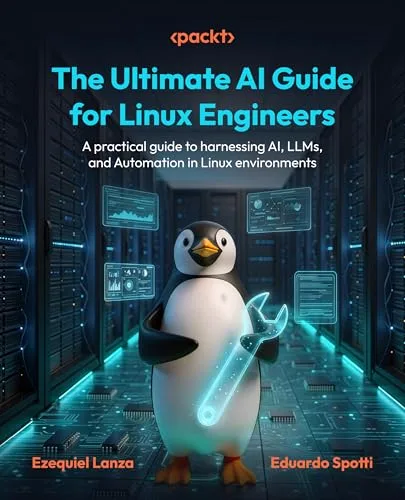 <packt>
The Ultimate AI Guide
for Linux Engineers
A practical guide to harnessing AI, LLMs,
and Automation in Linux environments
Ezequiel Lanza
Eduardo Spotti